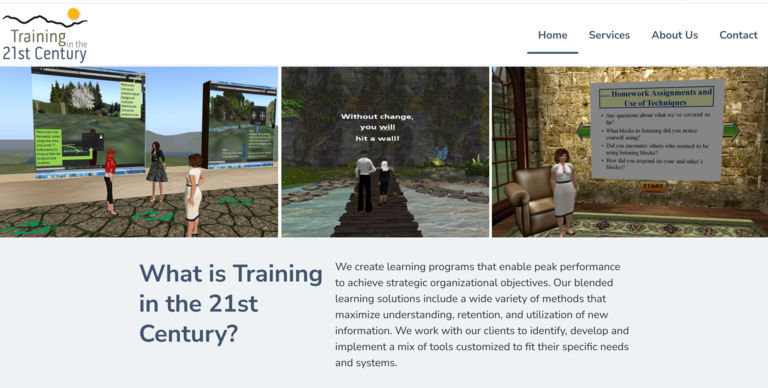 Training in the
21st Century
Home
Services
About Us
Contact
Without change,
you will
hit a wall!
Homework Assignments and
Use of Techniques
• Any questions about what we've covered so
far?
• What blocks to listening did you notice
yourself using?
• Did you encounter others who seemed to be
using listening blocks?
• How did you respond (to your and other's
blocks)?
START
What is Training
in the 21st
Century?
We create learning programs that enable peak performance
to achieve strategic organizational objectives. Our blended
learning solutions include a wide variety of methods that
maximize understanding, retention, and utilization of new
information. We work with our clients to identify, develop and
implement a mix of tools customized to fit their specific needs
and systems.